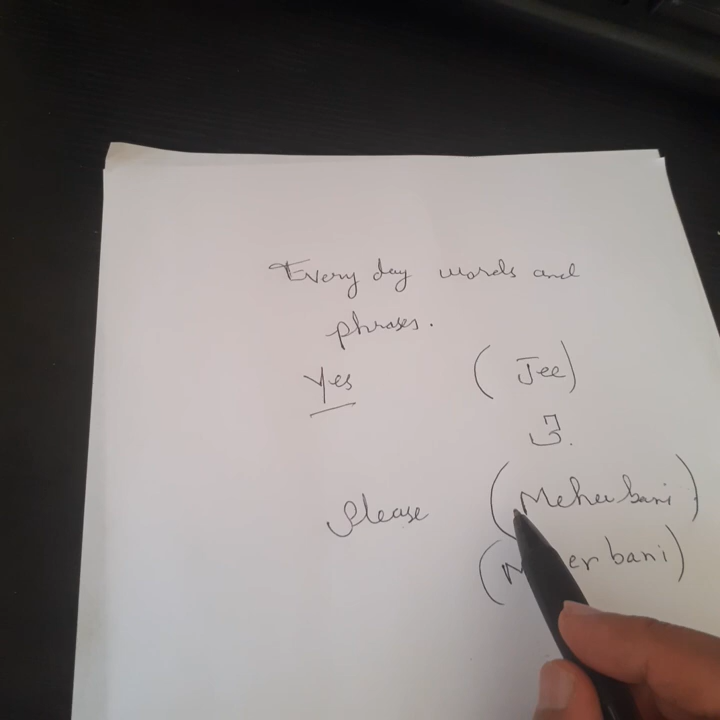 Every day words and
phrases.
Yes (Jee)
جی.
Please (Meherbani)
erbani)